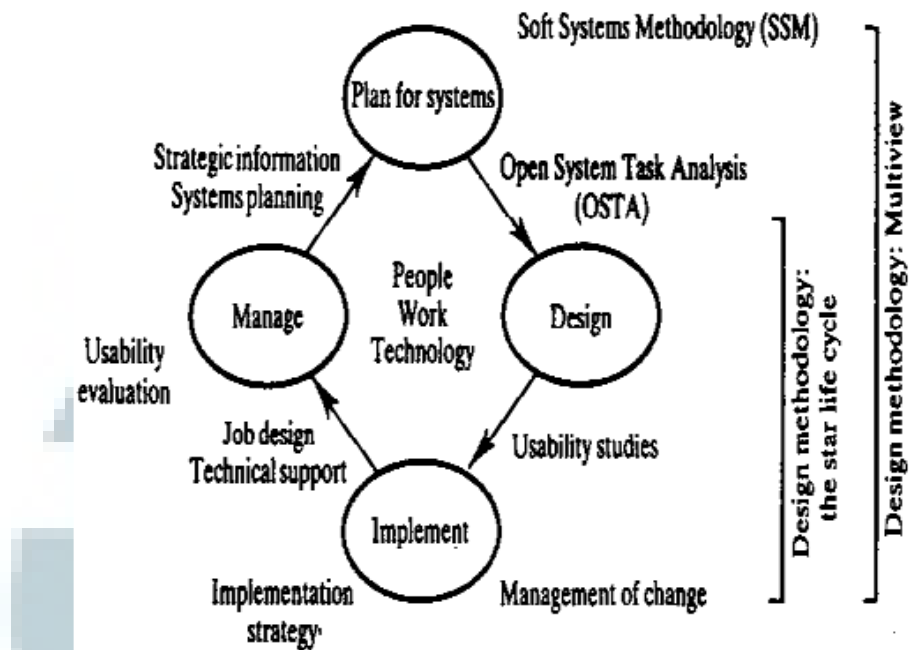 Soft Systems Methodology (SSM)
Plan for systems
Strategic information
Systems planning
Open System Task Analysis
(OSTA)
People
Work
Technology
Manage
Design
Usability
evaluation
Job design
Technical support
Usability studies
Implement
Implementation
strategy
Management of change
Design methodology:
the star life cycle
Design methodology: Multiview